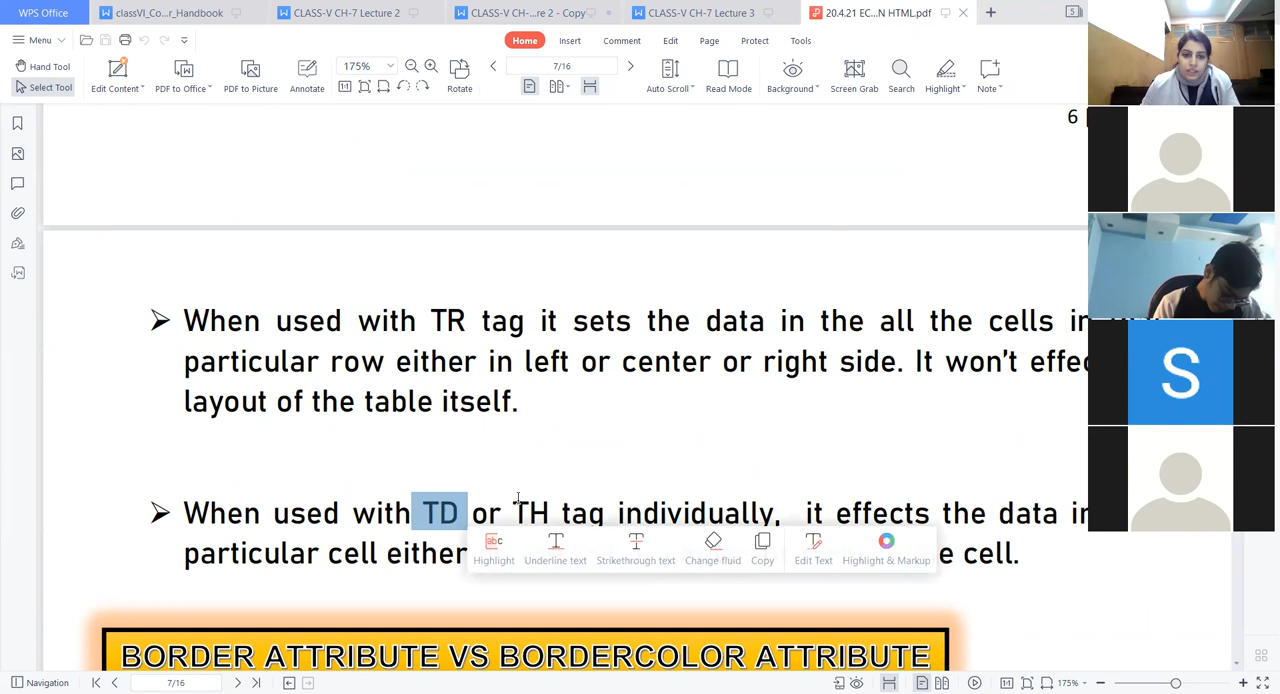 WPS Office classVI_Co...r_Handbook CLASS-V CH-7 Lecture 2 CLASS-V CH-...re 2 - Copy CLASS-V CH-7 Lecture 3 20.4.21 EC...N HTML.pdf 5
Menu Home Insert Comment Edit Page Protect Tools
Hand Tool 175% 7/16
Select Tool Edit Content PDF to Office PDF to Picture Annotate Rotate Auto Scroll Read Mode Background Screen Grab Search Highlight Note
6
When used with TR tag it sets the data in the all the cells in
particular row either in left or center or right side. It won't effec
layout of the table itself.
When used with TD or TH tag individually, it effects the data in
particular cell either e cell.
Highlight Underline text Strikethrough text Change fluid Copy Edit Text Highlight & Markup
BORDER ATTRIBUTE VS BORDERCOLOR ATTRIBUTE
S
Navigation 7/16 175%